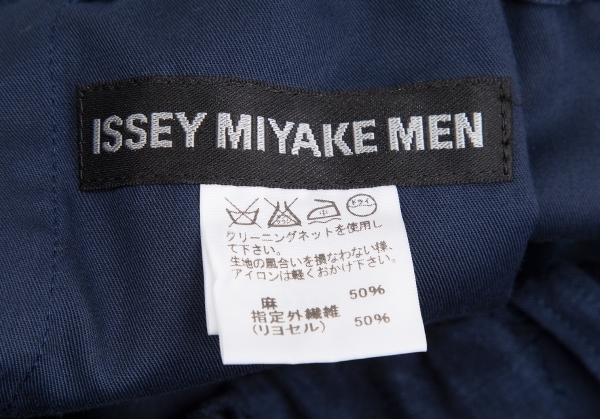 ISSEY MIYAKE MEN
ドライ
クリーニングネットを使用し
て下さい。
生地の風合いを損なわない様、
アイロンは軽くおかけ下さい。
麻 50%
指定外繊維
(リヨセル) 50%